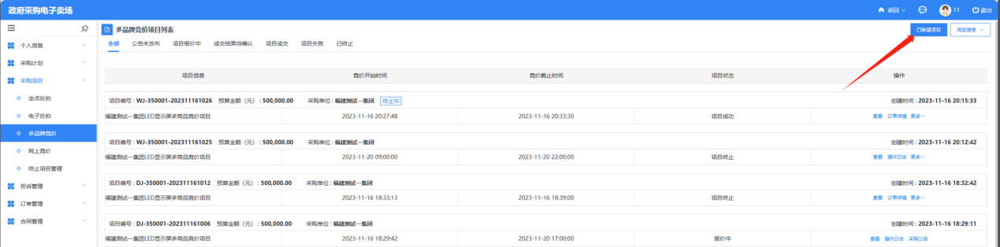 政府采购电子卖场
返回
11
退出
多品牌竞价项目列表
新建项目
高级搜索
个人信息
采购计划
采购项目
定点反拍
电子反拍
多品牌竞价
网上竞价
终止项目管理
投诉管理
订单管理
合同管理
全部 公告未发布 项目报价中 成交结果待确认 项目成交 项目失败 已终止
项目信息 竞价开始时间 竞价截止时间 项目状态 操作
项目编号 : WJ-350001-202311161026 预算金额（元）: 500,000.00 采购单位 : 福建测试一集团 终止中 创建时间 : 2023-11-16 20:15:33
福建测试一集团LED显示屏多商品竞价项目 2023-11-16 20:27:48 2023-11-16 20:33:30 项目成功 查看 订单详情 更多
项目编号 : WJ-350001-202311161025 预算金额（元）: 500,000.00 采购单位 : 福建测试一集团 创建时间 : 2023-11-16 20:12:42
福建测试一集团LED显示屏多商品竞价项目 2023-11-20 09:00:00 2023-11-20 22:00:00 项目终止 查看 操作日志 更多
项目编号 : DJ-350001-202311161012 预算金额（元）: 500,000.00 采购单位 : 福建测试一集团 创建时间 : 2023-11-16 18:32:42
福建测试一集团LED显示屏多商品竞价项目 2023-11-16 18:33:13 2023-11-16 18:39:00 项目终止 查看 订单详情 更多
项目编号 : DJ-350001-202311161006 预算金额（元）: 500,000.00 采购单位 : 福建测试一集团 创建时间 : 2023-11-16 18:29:11
福建测试一集团LED显示屏多商品竞价项目 2023-11-16 18:29:42 2023-11-20 17:00:00 报价中 查看 操作日志 采购公告